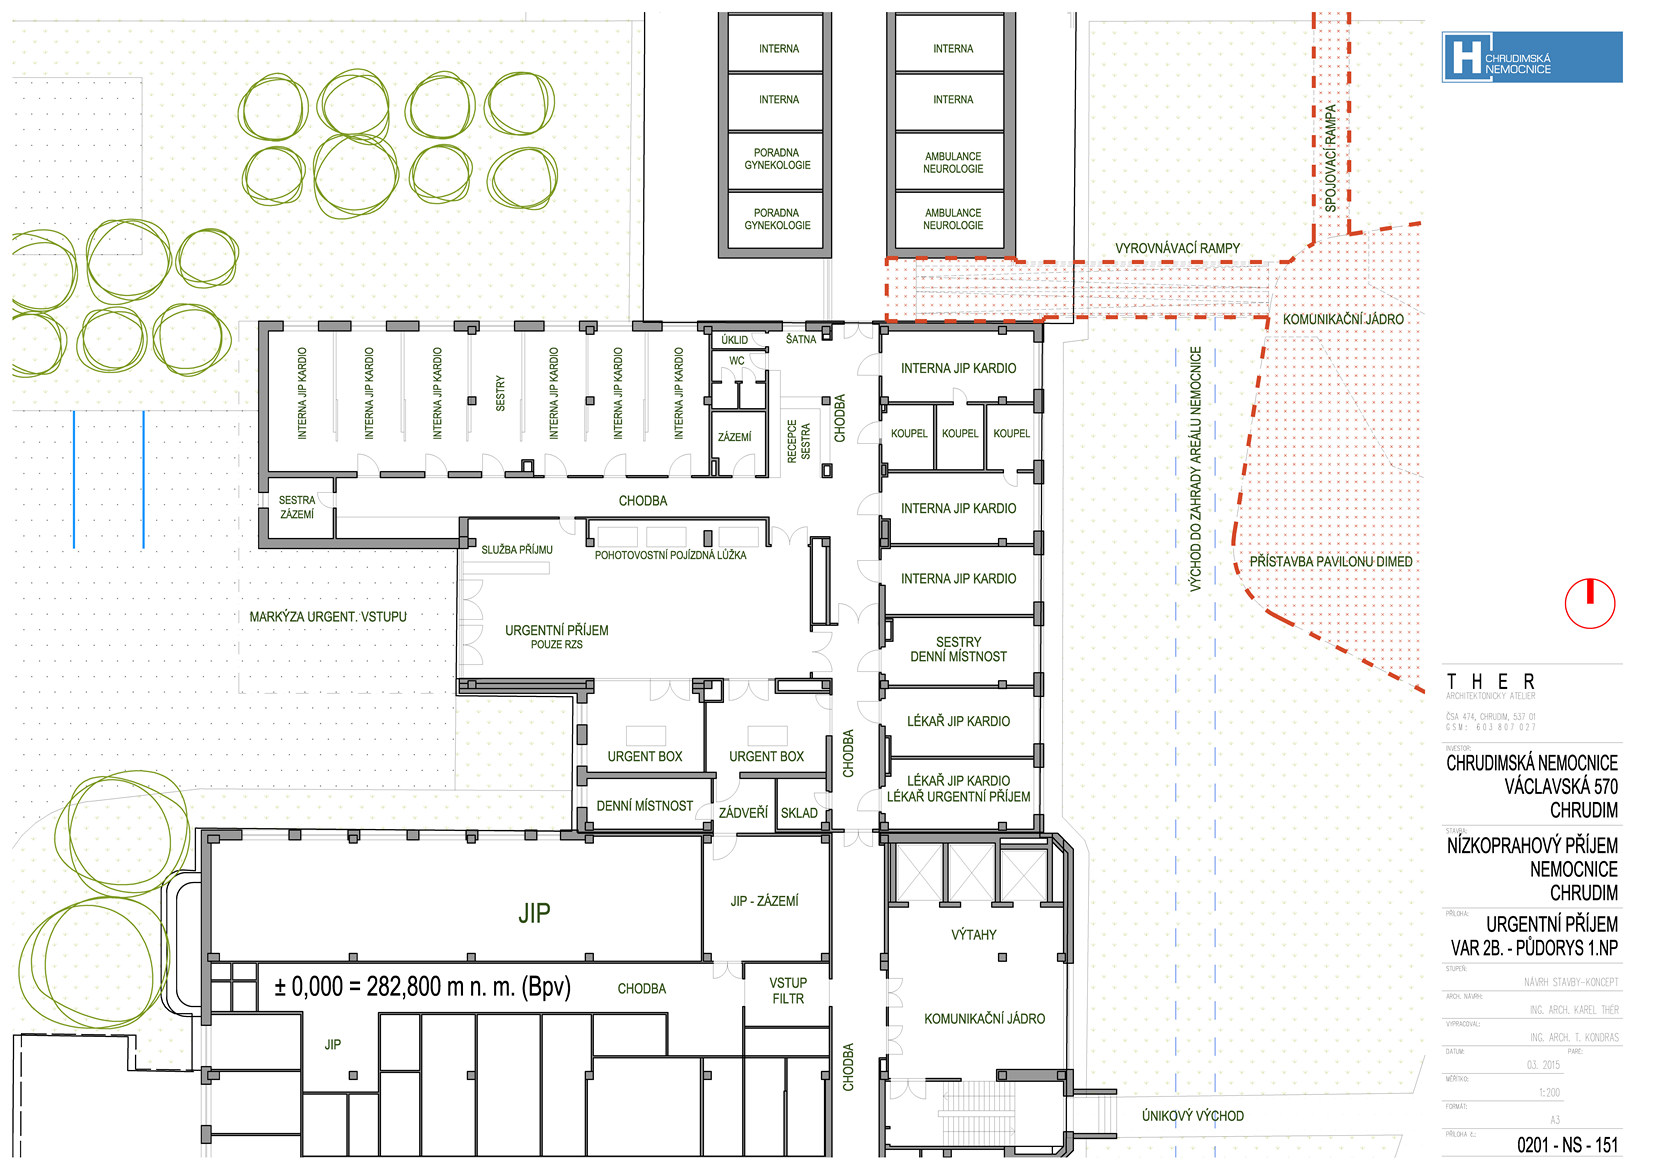 INTERNA
INTERNA
INTERNA
INTERNA
PORADNA
GYNEKOLOGIE
AMBULANCE
NEUROLOGIE
PORADNA
GYNEKOLOGIE
AMBULANCE
NEUROLOGIE
SPOJOVACÍ RAMPA
VYROVNÁVACÍ RAMPY
KOMUNIKAČNÍ JÁDRO
VÝCHOD DO ZAHRADY AREÁLU NEMOCNICE
PŘÍSTAVBA PAVILONU DIMED
INTERNA JIP KARDIO
INTERNA JIP KARDIO
INTERNA JIP KARDIO
SESTRY
INTERNA JIP KARDIO
INTERNA JIP KARDIO
INTERNA JIP KARDIO
ÚKLID
ŠATNA
WC
ZÁZEMÍ
RECEPCE
SESTRA
CHODBA
INTERNA JIP KARDIO
KOUPEL
KOUPEL
KOUPEL
SESTRA
ZÁZEMÍ
CHODBA
INTERNA JIP KARDIO
SLUŽBA PŘÍJMU
POHOTOVOSTNÍ POJÍZDNÁ LŮŽKA
INTERNA JIP KARDIO
MARKÝZA URGENT. VSTUPU
URGENTNÍ PŘÍJEM
POUZE RZS
SESTRY
DENNÍ MÍSTNOST
LÉKAŘ JIP KARDIO
URGENT BOX
URGENT BOX
CHODBA
LÉKAŘ JIP KARDIO
LÉKAŘ URGENTNÍ PŘÍJEM
DENNÍ MÍSTNOST
ZÁDVEŘÍ
SKLAD
JIP
JIP - ZÁZEMÍ
VÝTAHY
± 0,000 = 282,800 m n. m. (Bpv)
CHODBA
VSTUP
FILTR
KOMUNIKAČNÍ JÁDRO
JIP
CHODBA
ÚNIKOVÝ VÝCHOD
H CHRUDIMSKÁ
NEMOCNICE
THER
ARCHITEKTONICKÝ ATELIER
ČSA 474, CHRUDIM, 537 01
GSM: 603 807 027
INVESTOR:
CHRUDIMSKÁ NEMOCNICE
VÁCLAVSKÁ 570
CHRUDIM
STAVBA:
NÍZKOPRAHOVÝ PŘÍJEM
NEMOCNICE
CHRUDIM
PŘÍLOHA:
URGENTNÍ PŘÍJEM
VAR 2B. - PŮDORYS 1.NP
STUPEŇ:
NÁVRH STAVBY-KONCEPT
ARCH. NÁVRH:
ING. ARCH. KAREL THÉR
VYPRACOVAL:
ING. ARCH. T. KONDRAS
DATUM:
PARÉ:
03. 2015
MĚŘÍTKO:
1:200
FORMÁT:
A3
PŘÍLOHA č.:
0201 - NS - 151